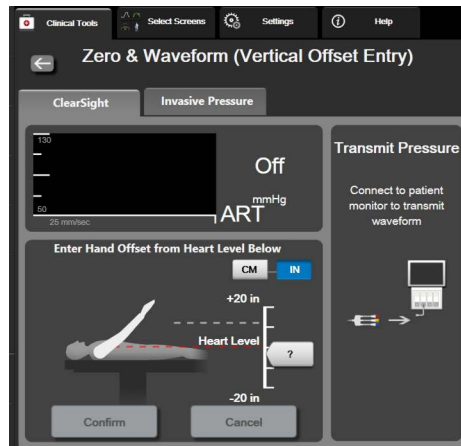 Clinical Tools
Select Screens
Settings
Help
Zero & Waveform (Vertical Offset Entry)
ClearSight
Invasive Pressure
130
50
25 mm/sec
Off
mmHg
ART
Transmit Pressure
Connect to patient
monitor to transmit
waveform
Enter Hand Offset from Heart Level Below
CM
IN
+20 in
Heart Level
?
-20 in
Confirm
Cancel